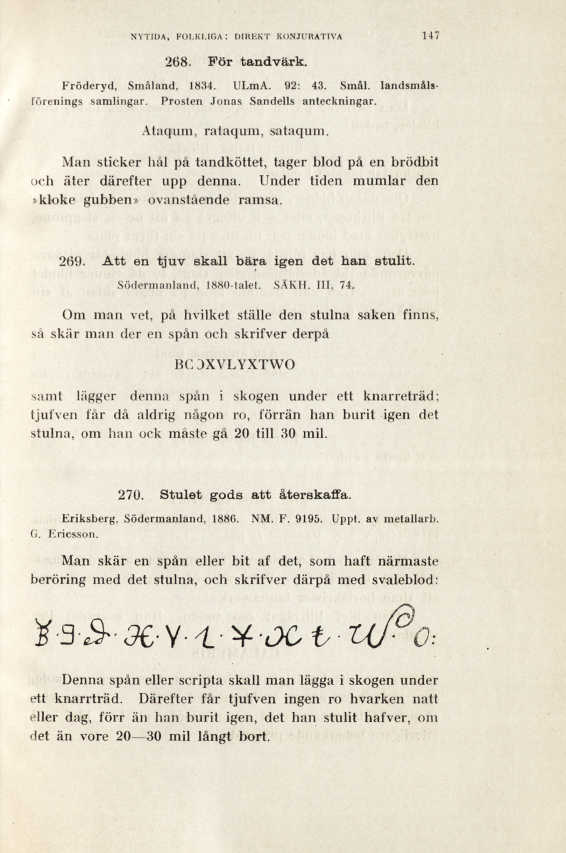 NYTIDA, FOLKLIGA: DIREKT KONJURATIVA 147
268. För tandvärk.
Fröderyd, Småland, 1834. ULmA. 92: 43. Smål. landsmåls-
förenings samlingar. Prosten Jonas Sandells anteckningar.
Ataqum, rataqum, sataqum.
Man sticker hål på tandköttet, tager blod på en brödbit
och äter därefter upp denna. Under tiden mumlar den
»kloke gubben» ovanstående ramsa.
269. Att en tjuv skall bära igen det han stulit.
Södermanland, 1880-talet. SÄKH. III, 74.
Om man vet, på hvilket ställe den stulna saken finns,
så skär man der en spån och skrifver derpå
BCƆXVLYXTWO
samt lägger denna spån i skogen under ett knarreträd;
tjufven får då aldrig någon ro, förrän han burit igen det
stulna, om han ock måste gå 20 till 30 mil.
270. Stulet gods att återskaffa.
Eriksberg, Södermanland, 1886. NM. F. 9195. Uppt. av metallarb.
G. Ericsson.
Man skär en spån eller bit af det, som haft närmaste
beröring med det stulna, och skrifver därpå med svaleblod:
Denna spån eller scripta skall man lägga i skogen under
ett knarrträd. Därefter får tjufven ingen ro hvarken natt
eller dag, förr än han burit igen, det han stulit hafver, om
det än vore 20—30 mil långt bort.